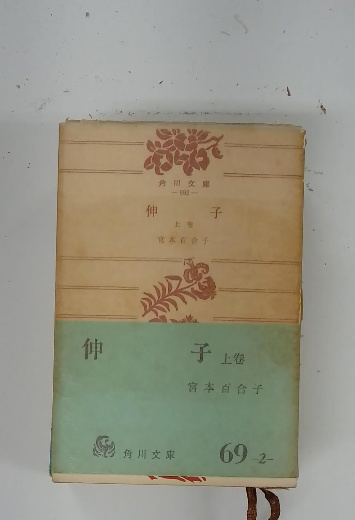 角川文庫
伸子
上巻
宮本百合子
伸子 上巻
宮本百合子
角川文庫
69 -2-